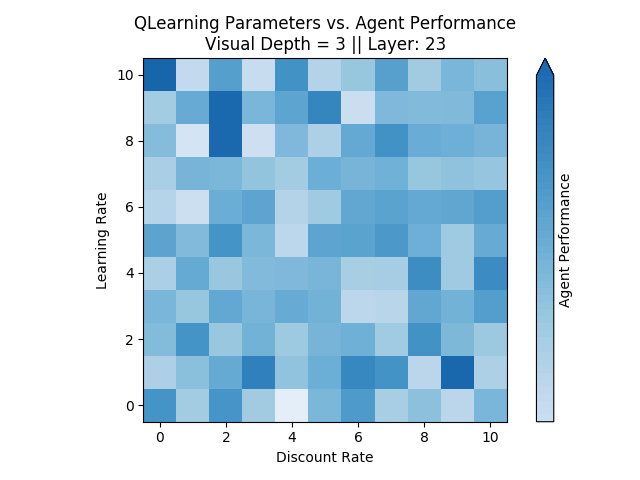 QLearning Parameters vs. Agent Performance
Visual Depth = 3 || Layer: 23
10
8
6
4
2
0
Learning Rate
0 2 4 6 8 10
Discount Rate
Agent Performance